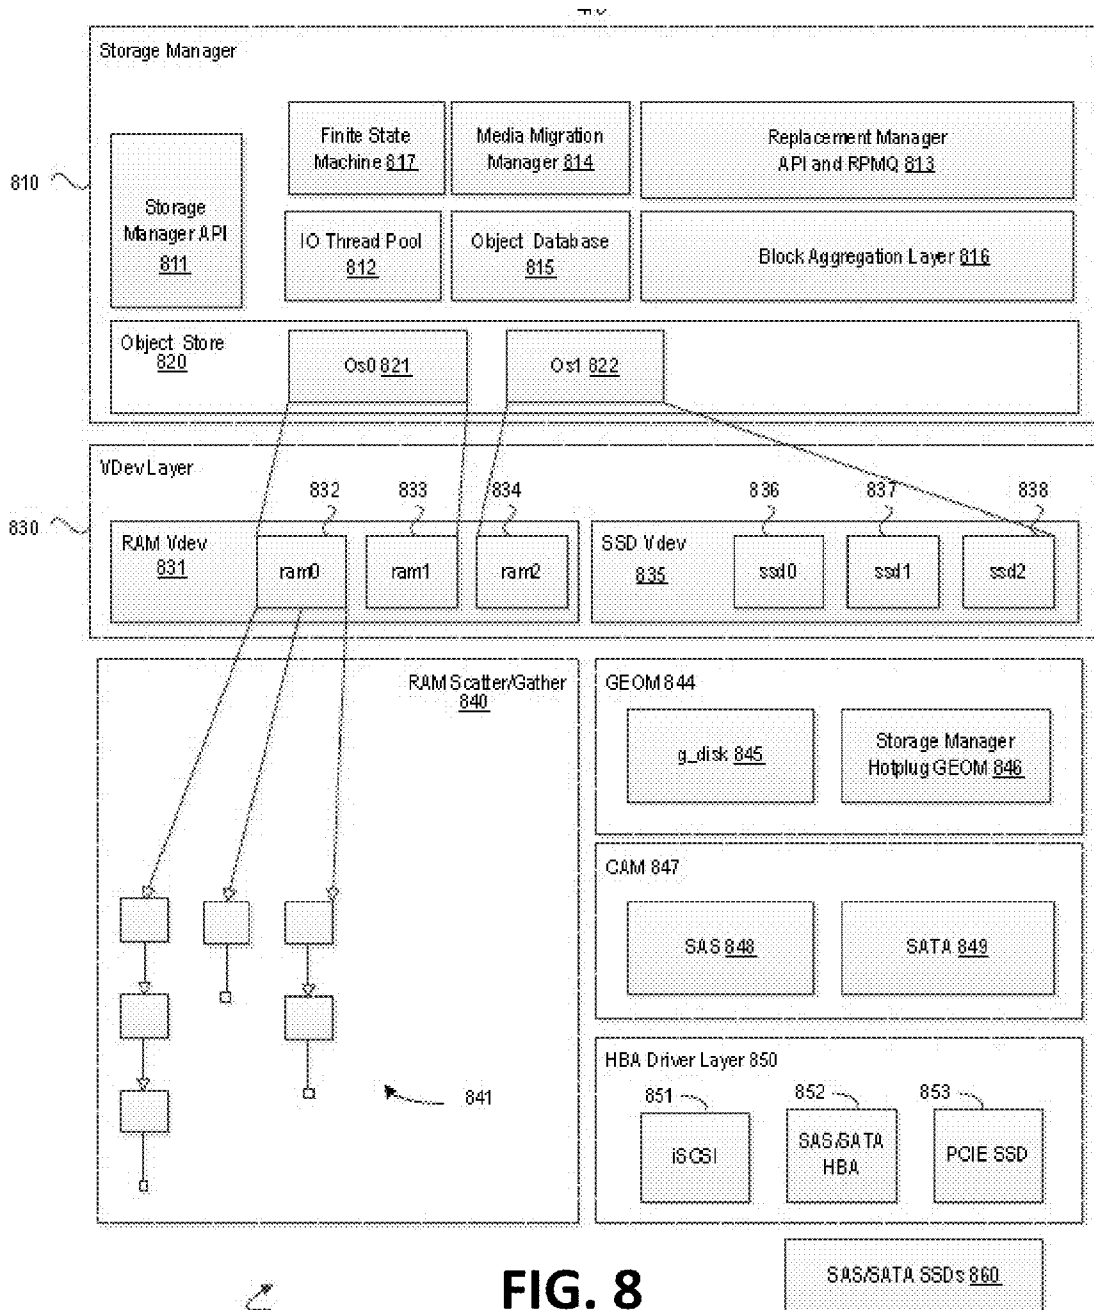 Storage Manager
810
Storage
Manager API
811
Finite State
Machine 817
Media Migration
Manager 814
Replacement Manager
API and RPMQ 813
IO Thread Pool
812
Object Database
815
Block Aggregation Layer 816
Object Store
820
Os0 821
Os1 822
VDev Layer
830
832
833
834
836
837
838
RAM Vdev
831
ram0
ram1
ram2
SSD Vdev
835
ssd0
ssd1
ssd2
RAM Scatter/Gather
840
841
GEOM 844
g_disk 845
Storage Manager
Hotplug GEOM 846
CAM 847
SAS 848
SATA 849
HBA Driver Layer 850
851
852
853
iSCSI
SAS/SATA
HBA
PCIE SSD
SAS/SATA SSDs 860
FIG. 8